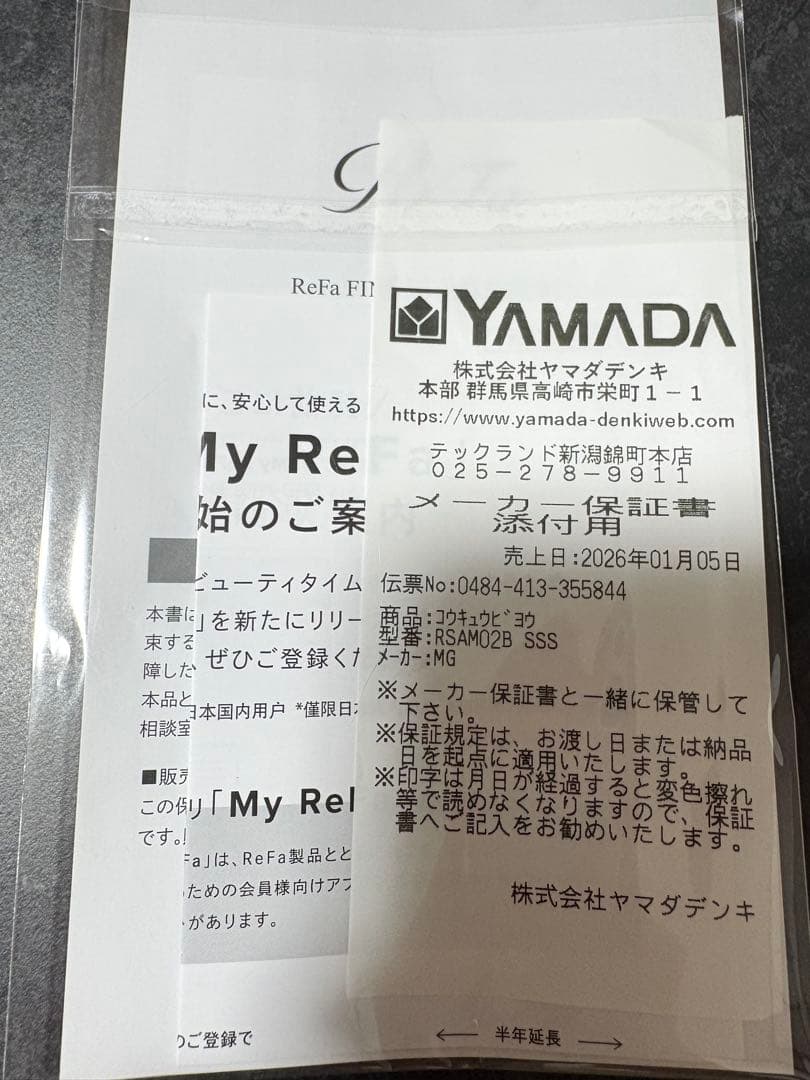 ReFa FIN
に、安心して使える
My Re
始のご案
ビューティタイム
」を新たにリリー
ぜひご登録くだ
日本国内用户 *僅限日
本書は
束する
障した
本品と
相談室
■販売
この保
です。
リ「My ReF
Fa」は、ReFa製品とと
ための会員様向けアプ
があります。
のご登録で
← 半年延長 →
YAMADA
株式会社ヤマダデンキ
本部 群馬県高崎市栄町1-1
https://www.yamada-denkiweb.com
テックランド新潟錦町本店
025-278-9911
メーカー保証書
添付用
売上日:2026年01月05日
伝票No:0484-413-355844
商品:コウキュウビヨウ
型番:RSAM02B SSS
メーカー:MG
※メーカー保証書と一緒に保管して
下さい。
※保証規定は、お渡し日または納品
日を起点に適用いたします。
※印字は月日が経過すると変色擦れ
等で読めなくなりますので、保証
書へご記入をお勧めいたします。
株式会社ヤマダデンキ